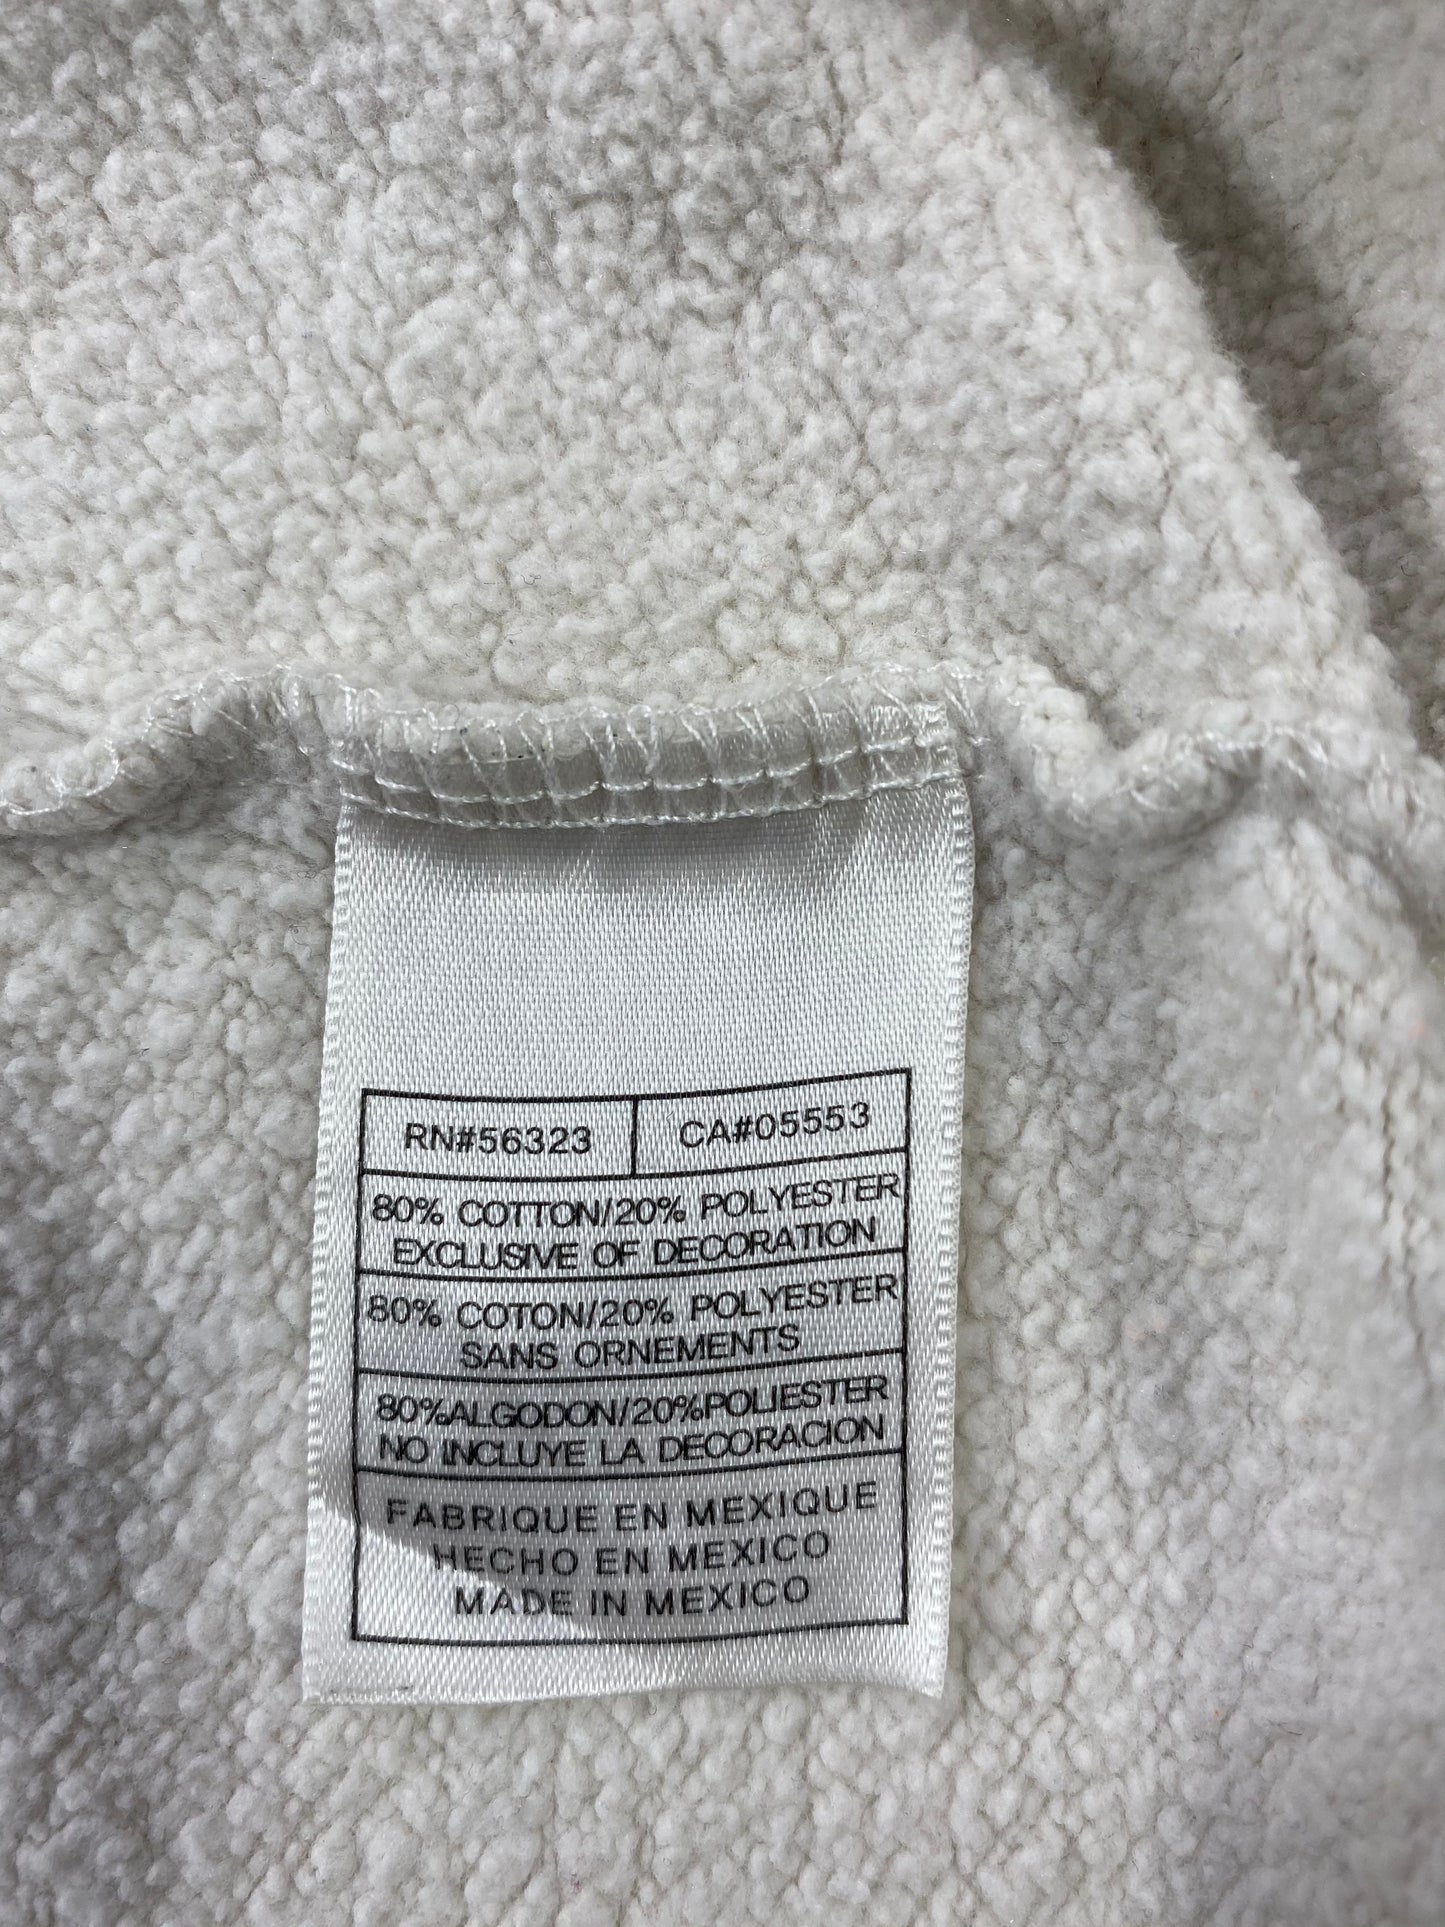 RN#56323 CA#05553
80% COTTON/20% POLYESTER
EXCLUSIVE OF DECORATION
80% COTON/20% POLYESTER
SANS ORNEMENTS
80%ALGODON/20%POLIESTER
NO INCLUYE LA DECORACION
FABRIQUE EN MEXIQUE
HECHO EN MEXICO
MADE IN MEXICO